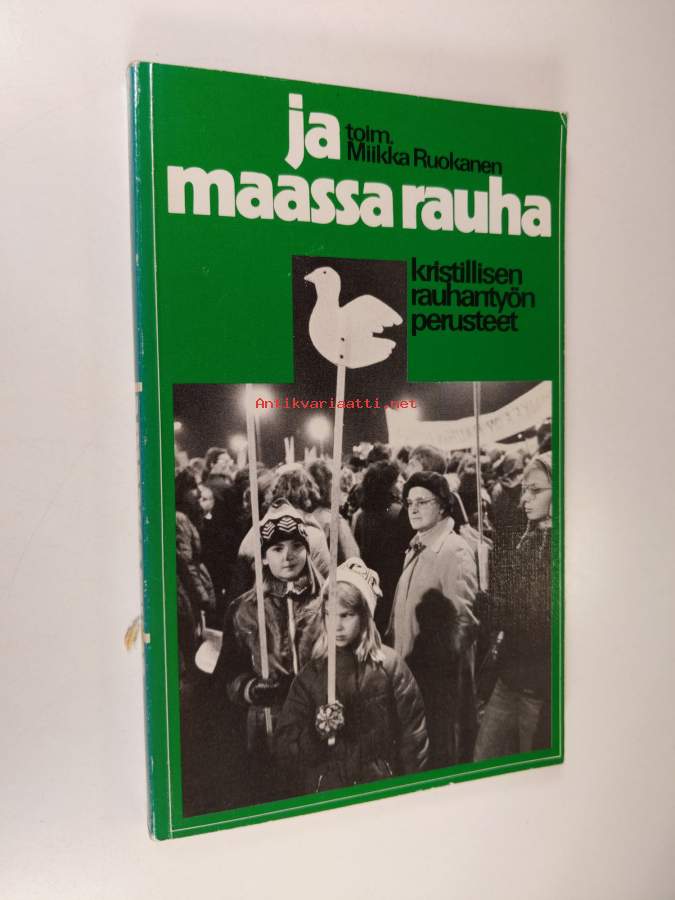 ja
toim.
Miikka Ruokanen
maassa rauha
kristillisen
rauhantyön
perusteet
Antikvariaatti.net